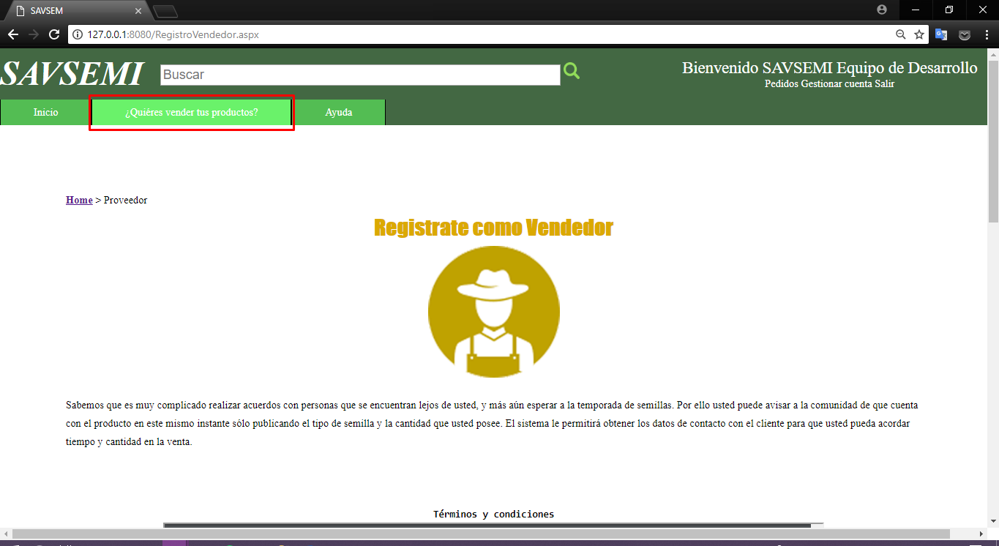 SAVSEM
127.0.0.1:8080/RegistroVendedor.aspx
SAVSEMI
Buscar
Bienvenido SAVSEMI Equipo de Desarrollo
Pedidos Gestionar cuenta Salir
Inicio
¿Quiéres vender tus productos?
Ayuda
Home > Proveedor
Registrate como Vendedor
Sabemos que es muy complicado realizar acuerdos con personas que se encuentran lejos de usted, y más aún esperar a la temporada de semillas. Por ello usted puede avisar a la comunidad de que cuenta
con el producto en este mismo instante sólo publicando el tipo de semilla y la cantidad que usted posee. El sistema le permitirá obtener los datos de contacto con el cliente para que usted pueda acordar
tiempo y cantidad en la venta.
Términos y condiciones